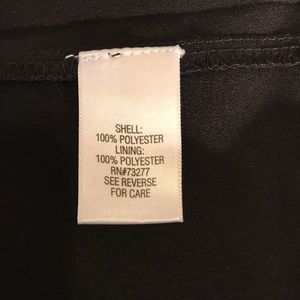 SHELL:
100% POLYESTER
LINING:
100% POLYESTER
RN#73277
SEE REVERSE
FOR CARE